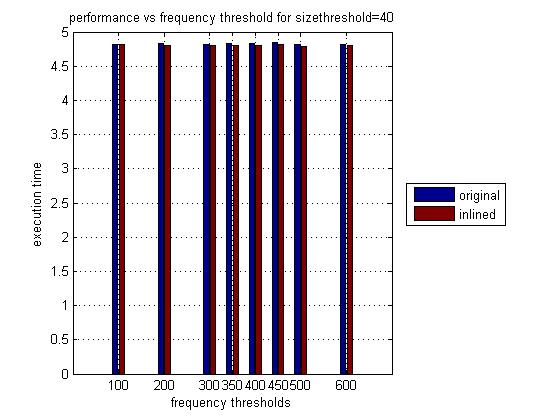 performance vs frequency threshold for sizethreshold=40
5
4.5
4
3.5
3
2.5
2
1.5
1
0.5
0
execution time
100 200 300 350 400 450 500 600
frequency thresholds
original
inlined